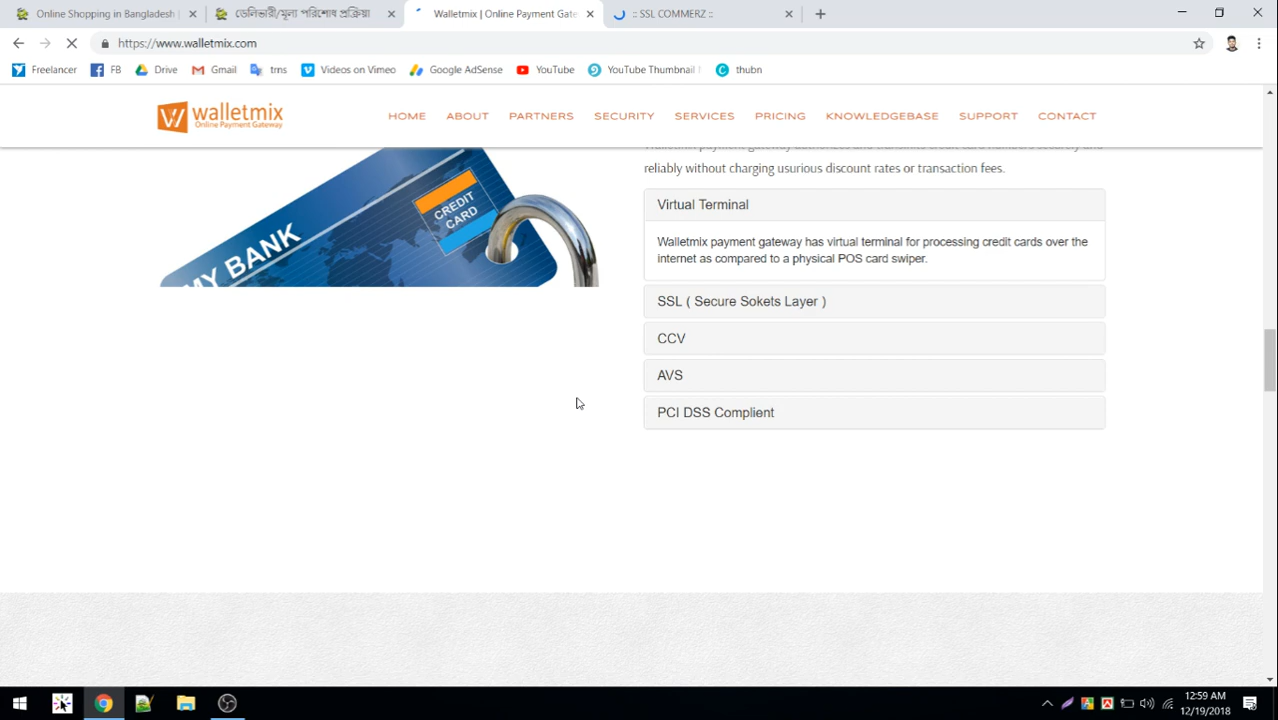 Online Shopping in Bangladesh
ডেলিভারী/মূল্য পরিশোধ প্রক্রিয়া
Walletmix | Online Payment Gate
:: SSL COMMERZ ::
https://www.walletmix.com
Freelancer
FB
Drive
Gmail
trns
Videos on Vimeo
Google AdSense
YouTube
YouTube Thumbnail
thubn
walletmix
Online Payment Gateway
HOME
ABOUT
PARTNERS
SECURITY
SERVICES
PRICING
KNOWLEDGEBASE
SUPPORT
CONTACT
reliably without charging usurious discount rates or transaction fees.
MY BANK
CREDIT
CARD
Virtual Terminal
Walletmix payment gateway has virtual terminal for processing credit cards over the
internet as compared to a physical POS card swiper.
SSL ( Secure Sokets Layer )
CCV
AVS
PCI DSS Complient
12:59 AM
12/19/2018